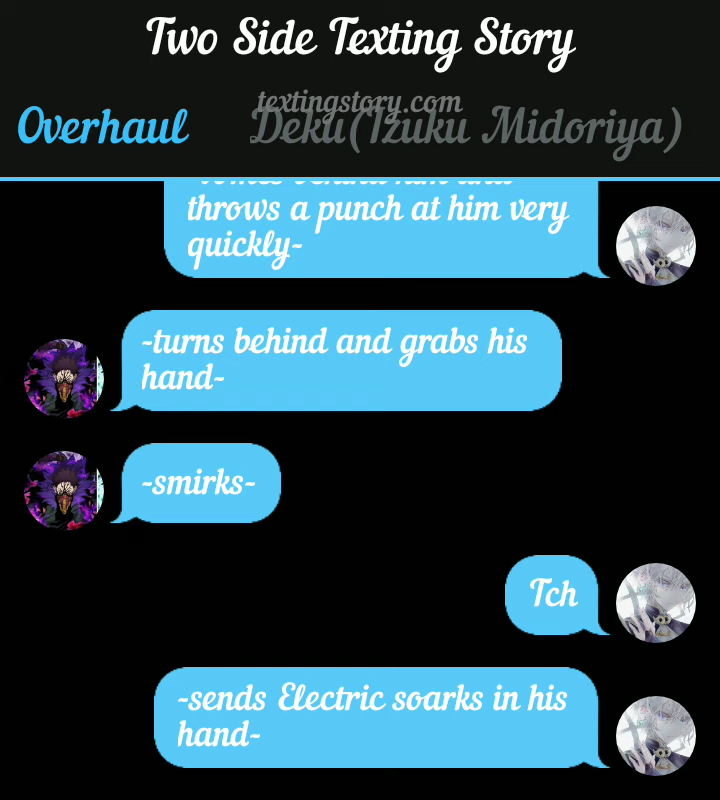 Two Side Texting Story
textingstory.com
Overhaul
Deku(Izuku Midoriya)
throws a punch at him very
quickly~
~turns behind and grabs his
hand~
~smirks~
Tch
~sends Electric soarks in his
hand~